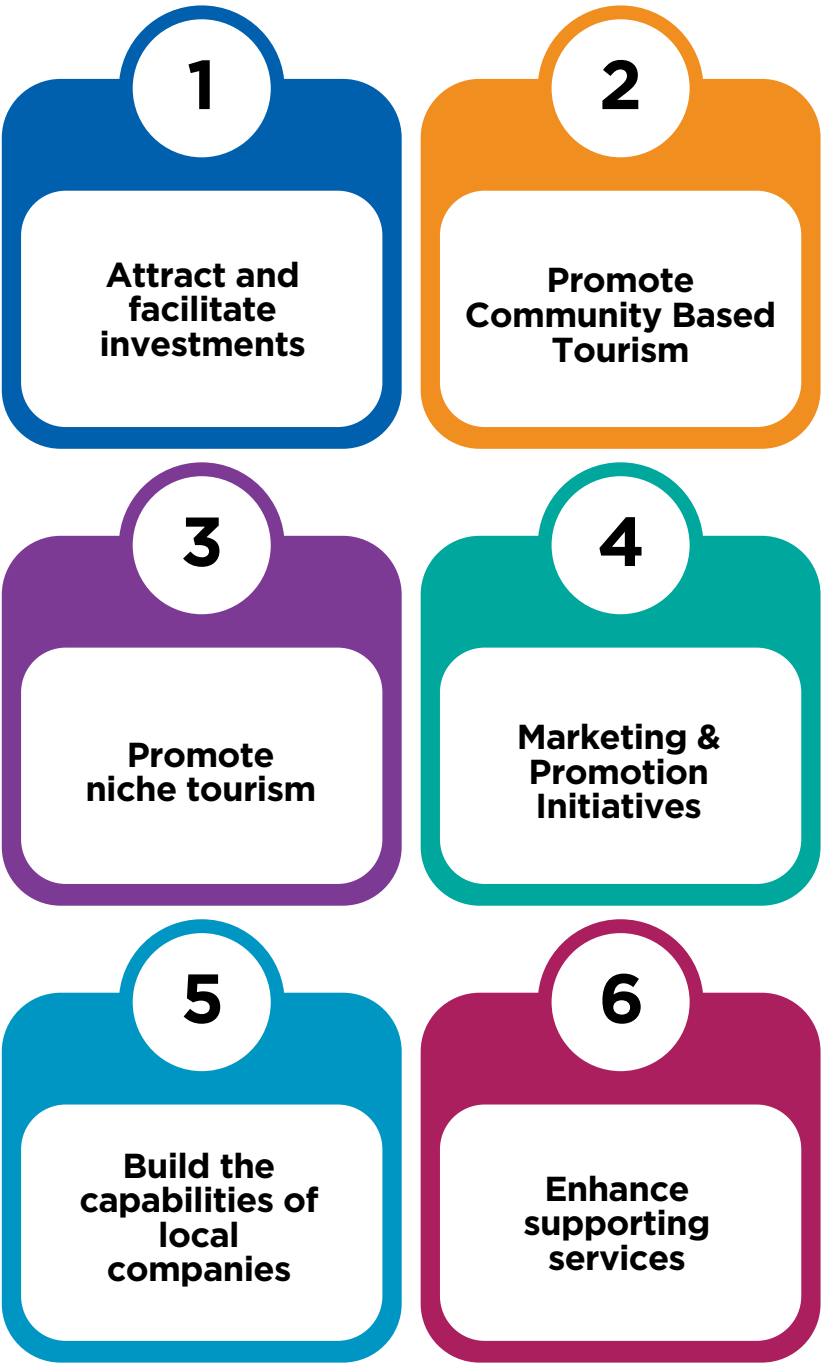 1
Attract and
facilitate
investments
2
Promote
Community Based
Tourism
3
Promote
niche tourism
4
Marketing &
Promotion
Initiatives
5
Build the
capabilities of
local
companies
6
Enhance
supporting
services